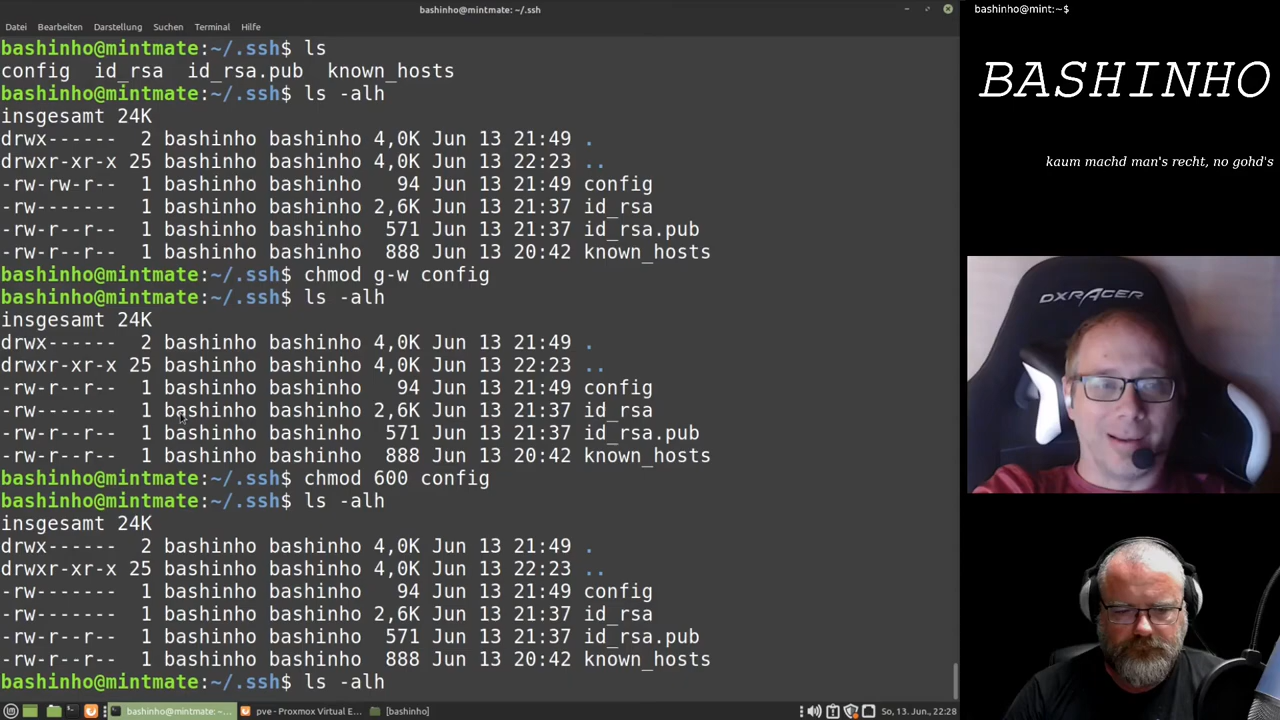 bashinho@mintmate: ~/.ssh
Datei Bearbeiten Darstellung Suchen Terminal Hilfe
bashinho@mintmate:~/.ssh$ ls
config  id_rsa  id_rsa.pub  known_hosts
bashinho@mintmate:~/.ssh$ ls -alh
insgesamt 24K
drwx------  2 bashinho bashinho 4,0K Jun 13 21:49 .
drwxr-xr-x 25 bashinho bashinho 4,0K Jun 13 22:23 ..
-rw-rw-r--  1 bashinho bashinho   94 Jun 13 21:49 config
-rw-------  1 bashinho bashinho 2,6K Jun 13 21:37 id_rsa
-rw-r--r--  1 bashinho bashinho  571 Jun 13 21:37 id_rsa.pub
-rw-r--r--  1 bashinho bashinho  888 Jun 13 20:42 known_hosts
bashinho@mintmate:~/.ssh$ chmod g-w config
bashinho@mintmate:~/.ssh$ ls -alh
insgesamt 24K
drwx------  2 bashinho bashinho 4,0K Jun 13 21:49 .
drwxr-xr-x 25 bashinho bashinho 4,0K Jun 13 22:23 ..
-rw-r--r--  1 bashinho bashinho   94 Jun 13 21:49 config
-rw-------  1 bashinho bashinho 2,6K Jun 13 21:37 id_rsa
-rw-r--r--  1 bashinho bashinho  571 Jun 13 21:37 id_rsa.pub
-rw-r--r--  1 bashinho bashinho  888 Jun 13 20:42 known_hosts
bashinho@mintmate:~/.ssh$ chmod 600 config
bashinho@mintmate:~/.ssh$ ls -alh
insgesamt 24K
drwx------  2 bashinho bashinho 4,0K Jun 13 21:49 .
drwxr-xr-x 25 bashinho bashinho 4,0K Jun 13 22:23 ..
-rw-------  1 bashinho bashinho   94 Jun 13 21:49 config
-rw-------  1 bashinho bashinho 2,6K Jun 13 21:37 id_rsa
-rw-r--r--  1 bashinho bashinho  571 Jun 13 21:37 id_rsa.pub
-rw-r--r--  1 bashinho bashinho  888 Jun 13 20:42 known_hosts
bashinho@mintmate:~/.ssh$ ls -alh
bashinho@mintmate: ~...
pve - Proxmox Virtual E...
[bashinho]
So, 13. Jun., 22:28
bashinho@mint:~$
BASHINHO
kaum machd man's recht, no gohd's
DXRACER